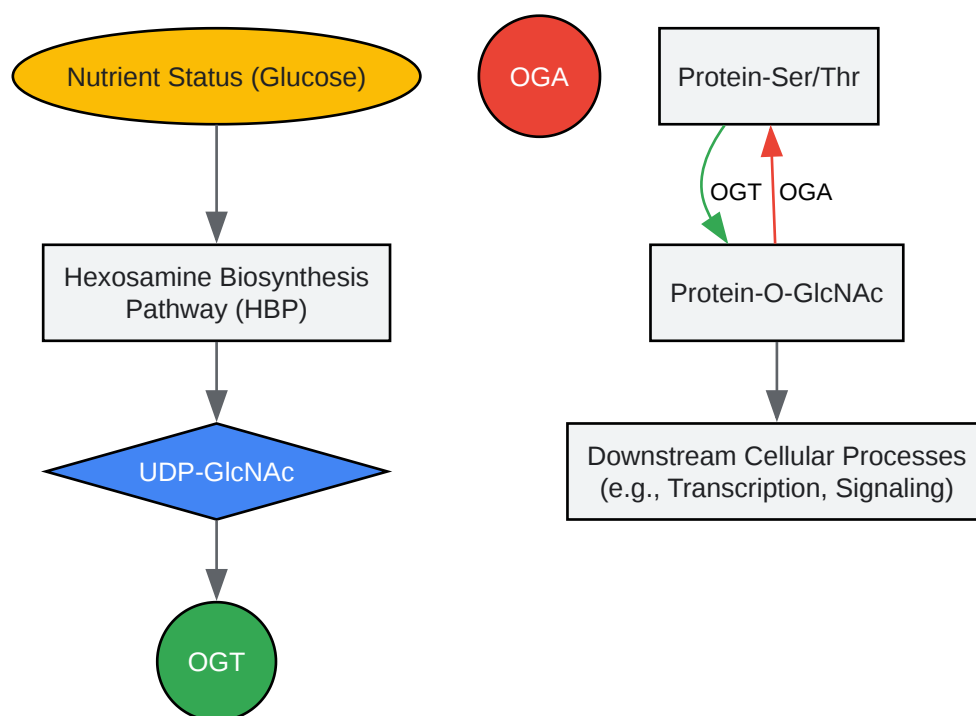 Nutrient Status (Glucose)
OGA
Protein-Ser/Thr
OGT
OGA
Hexosamine Biosynthesis
Pathway (HBP)
Protein-O-GlcNAc
UDP-GlcNAc
Downstream Cellular Processes
(e.g., Transcription, Signaling)
OGT